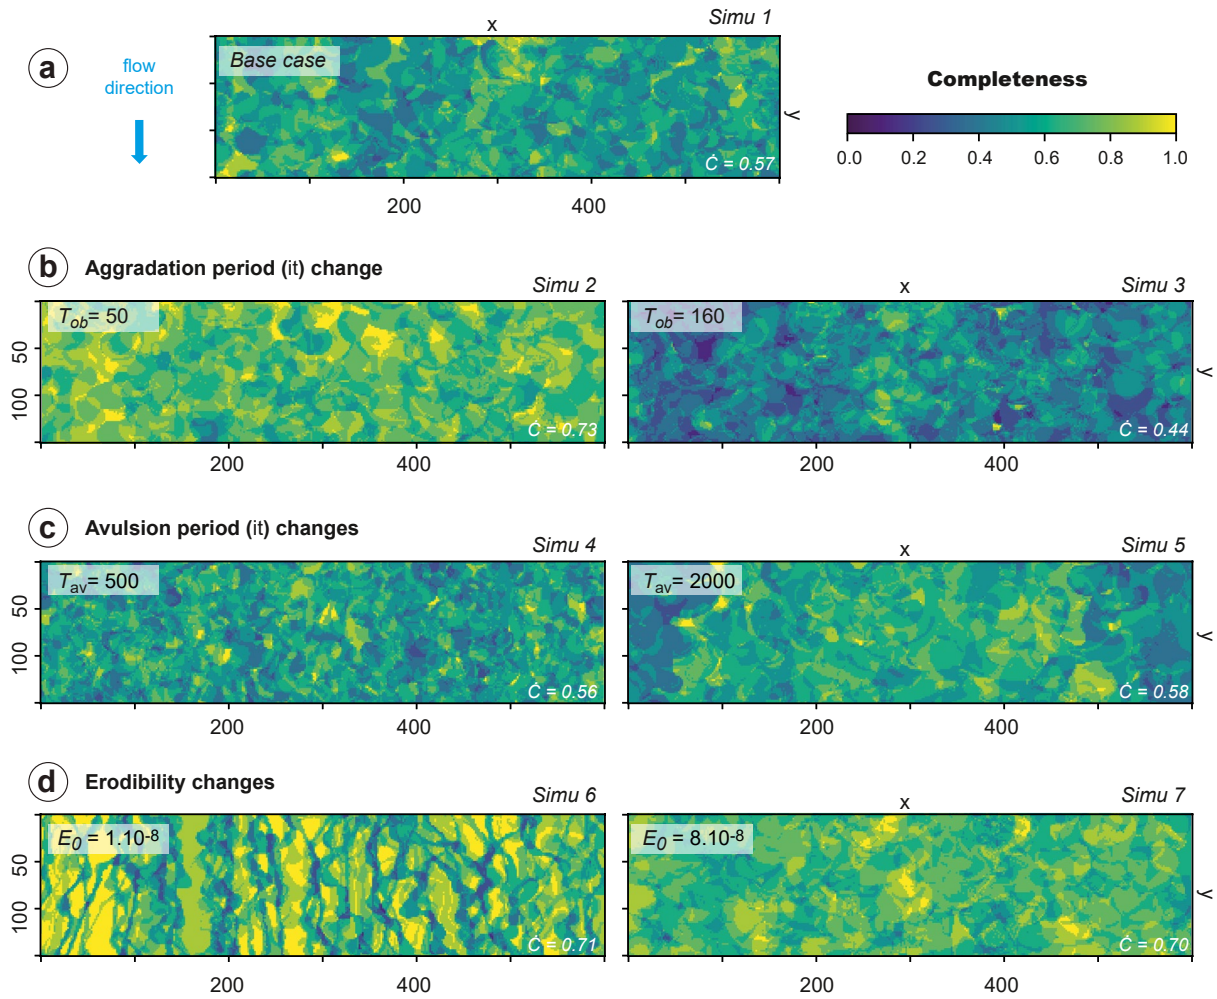 x
Simu 1
a
flow
direction
Base case
Ċ = 0.57
y
200
400
Completeness
0.0
0.2
0.4
0.6
0.8
1.0
b
Aggradation period (it) change
Simu 2
x
Simu 3
T_ob= 50
T_ob= 160
50
100
Ċ = 0.73
Ċ = 0.44
y
200
400
200
400
c
Avulsion period (it) changes
Simu 4
x
Simu 5
T_av= 500
T_av= 2000
50
100
Ċ = 0.56
Ċ = 0.58
y
200
400
200
400
d
Erodibility changes
Simu 6
x
Simu 7
E_0 = 1.10-8
E_0 = 8.10-8
50
100
Ċ = 0.71
Ċ = 0.70
y
200
400
200
400